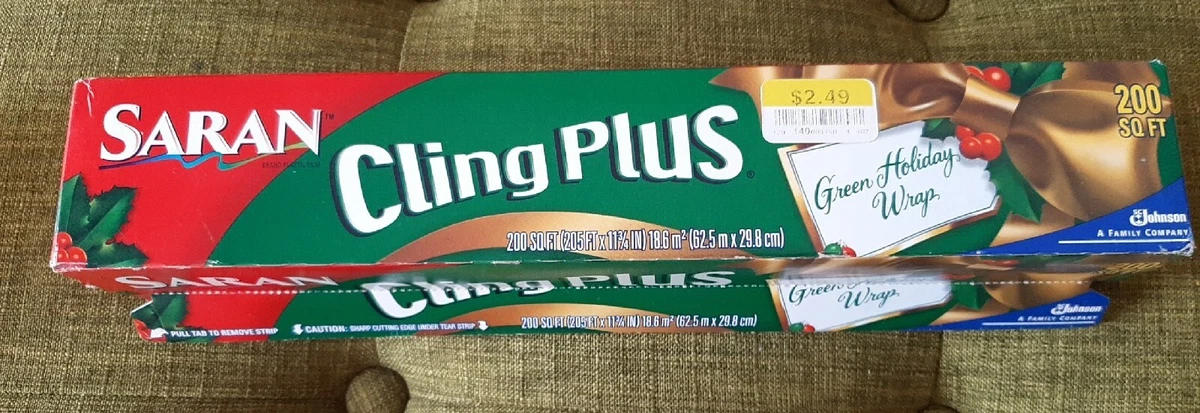 SARAN™
Cling Plus®
$2.49
200
SQ FT
Green Holiday
Wrap
200 SQ FT (205 FT x 11¾ IN) 18.6 m² (62.5 m x 29.8 cm)
SC Johnson
A FAMILY COMPANY
SARAN
Cling Plus
200
Green
Wrap
PULL TAB TO REMOVE STRIP
CAUTION: SHARP CUTTING EDGE UNDER TEAR STRIP
200 SQ FT (205 FT x 11¾ IN) 18.6 m² (62.5 m x 29.8 cm)
SC Johnson
A FAMILY COMPANY